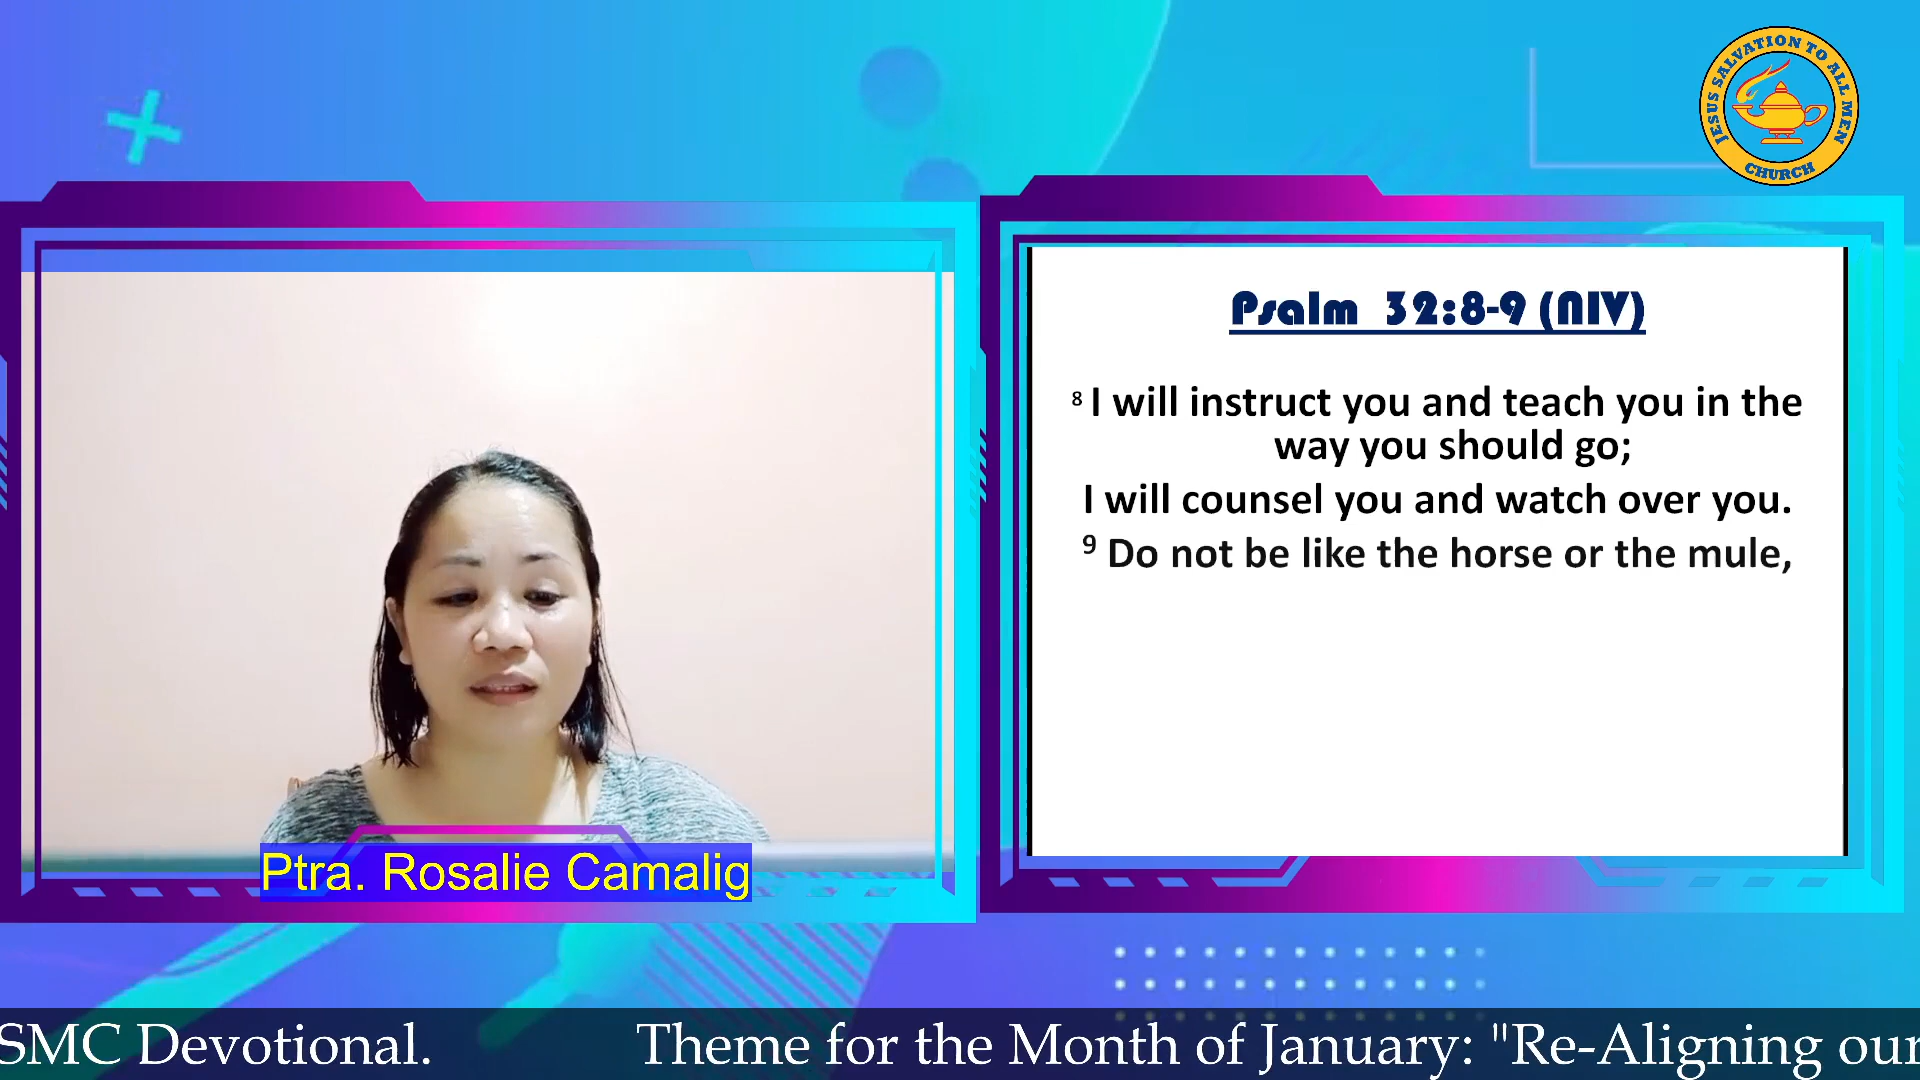 JESUS SALVATION TO ALL MEN
CHURCH
Psalm 32:8-9 (NIV)
8 I will instruct you and teach you in the
way you should go;
I will counsel you and watch over you.
9 Do not be like the horse or the mule,
Ptra. Rosalie Camalig
SMC Devotional. Theme for the Month of January: "Re-Aligning our